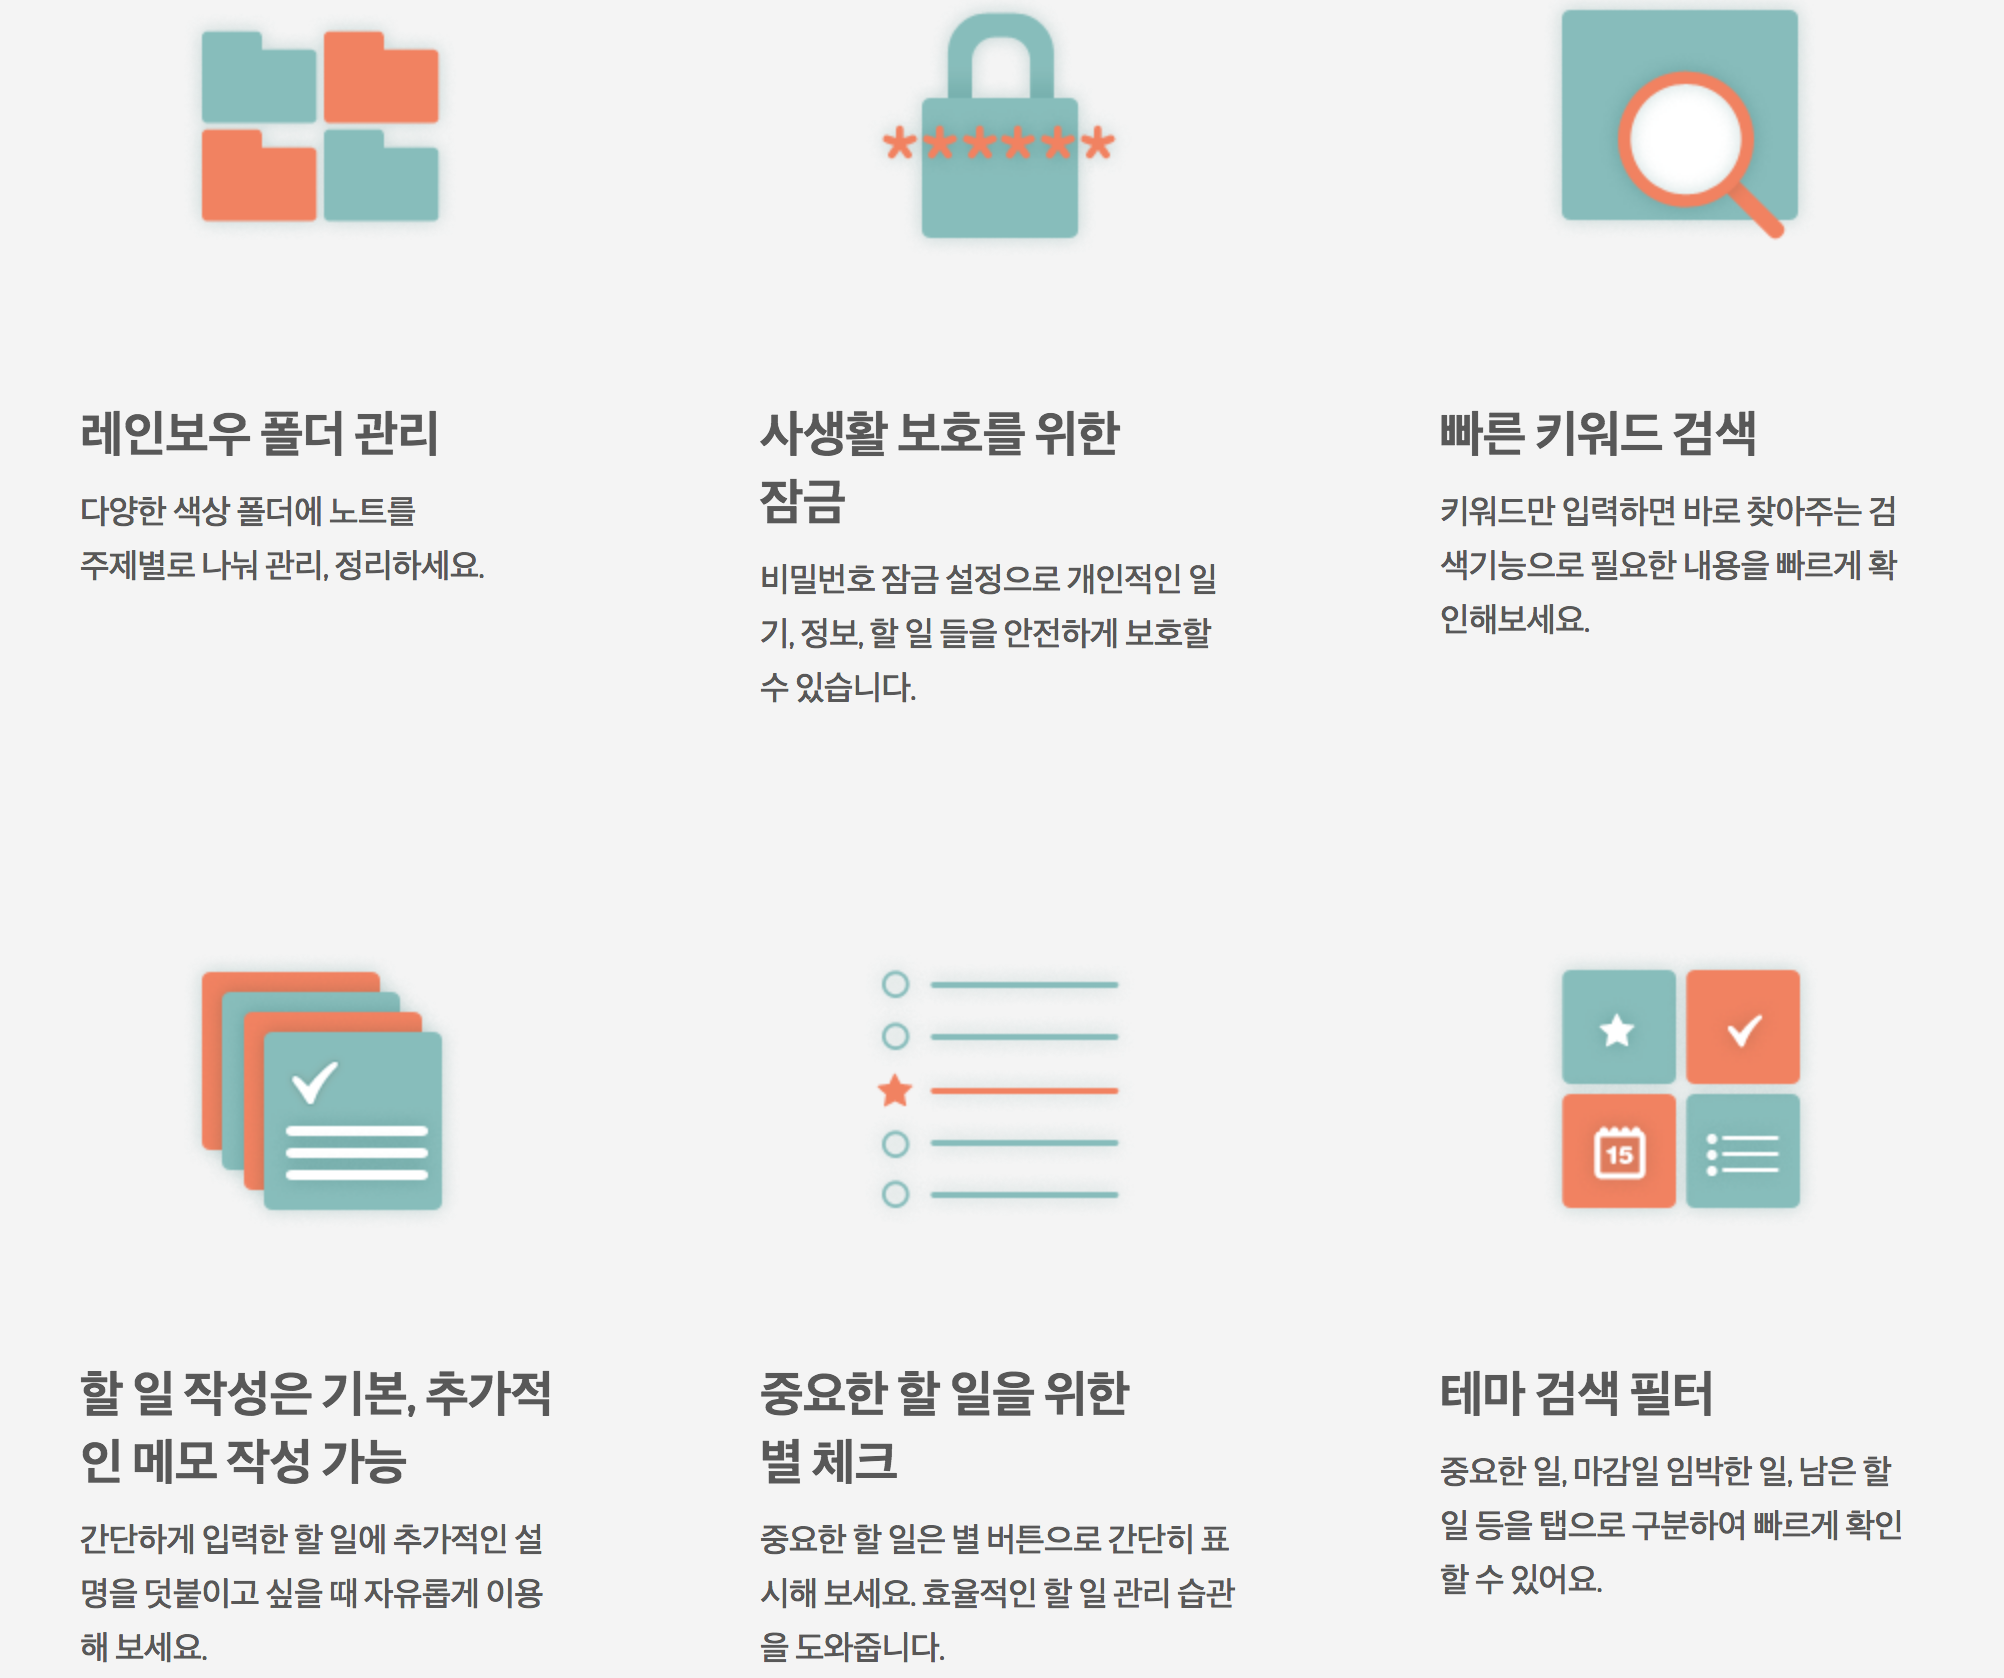 ******
레인보우 폴더 관리
다양한 색상 폴더에 노트를
주제별로 나눠 관리, 정리하세요.
사생활 보호를 위한
잠금
비밀번호 잠금 설정으로 개인적인 일
기, 정보, 할 일 들을 안전하게 보호할
수 있습니다.
빠른 키워드 검색
키워드만 입력하면 바로 찾아주는 검
색기능으로 필요한 내용을 빠르게 확
인해보세요.
15
할 일 작성은 기본, 추가적
인 메모 작성 가능
간단하게 입력한 할 일에 추가적인 설
명을 덧붙이고 싶을 때 자유롭게 이용
해 보세요.
중요한 할 일을 위한
별 체크
중요한 할 일은 별 버튼으로 간단히 표
시해 보세요. 효율적인 할 일 관리 습관
을 도와줍니다.
테마 검색 필터
중요한 일, 마감일 임박한 일, 남은 할
일 등을 탭으로 구분하여 빠르게 확인
할 수 있어요.